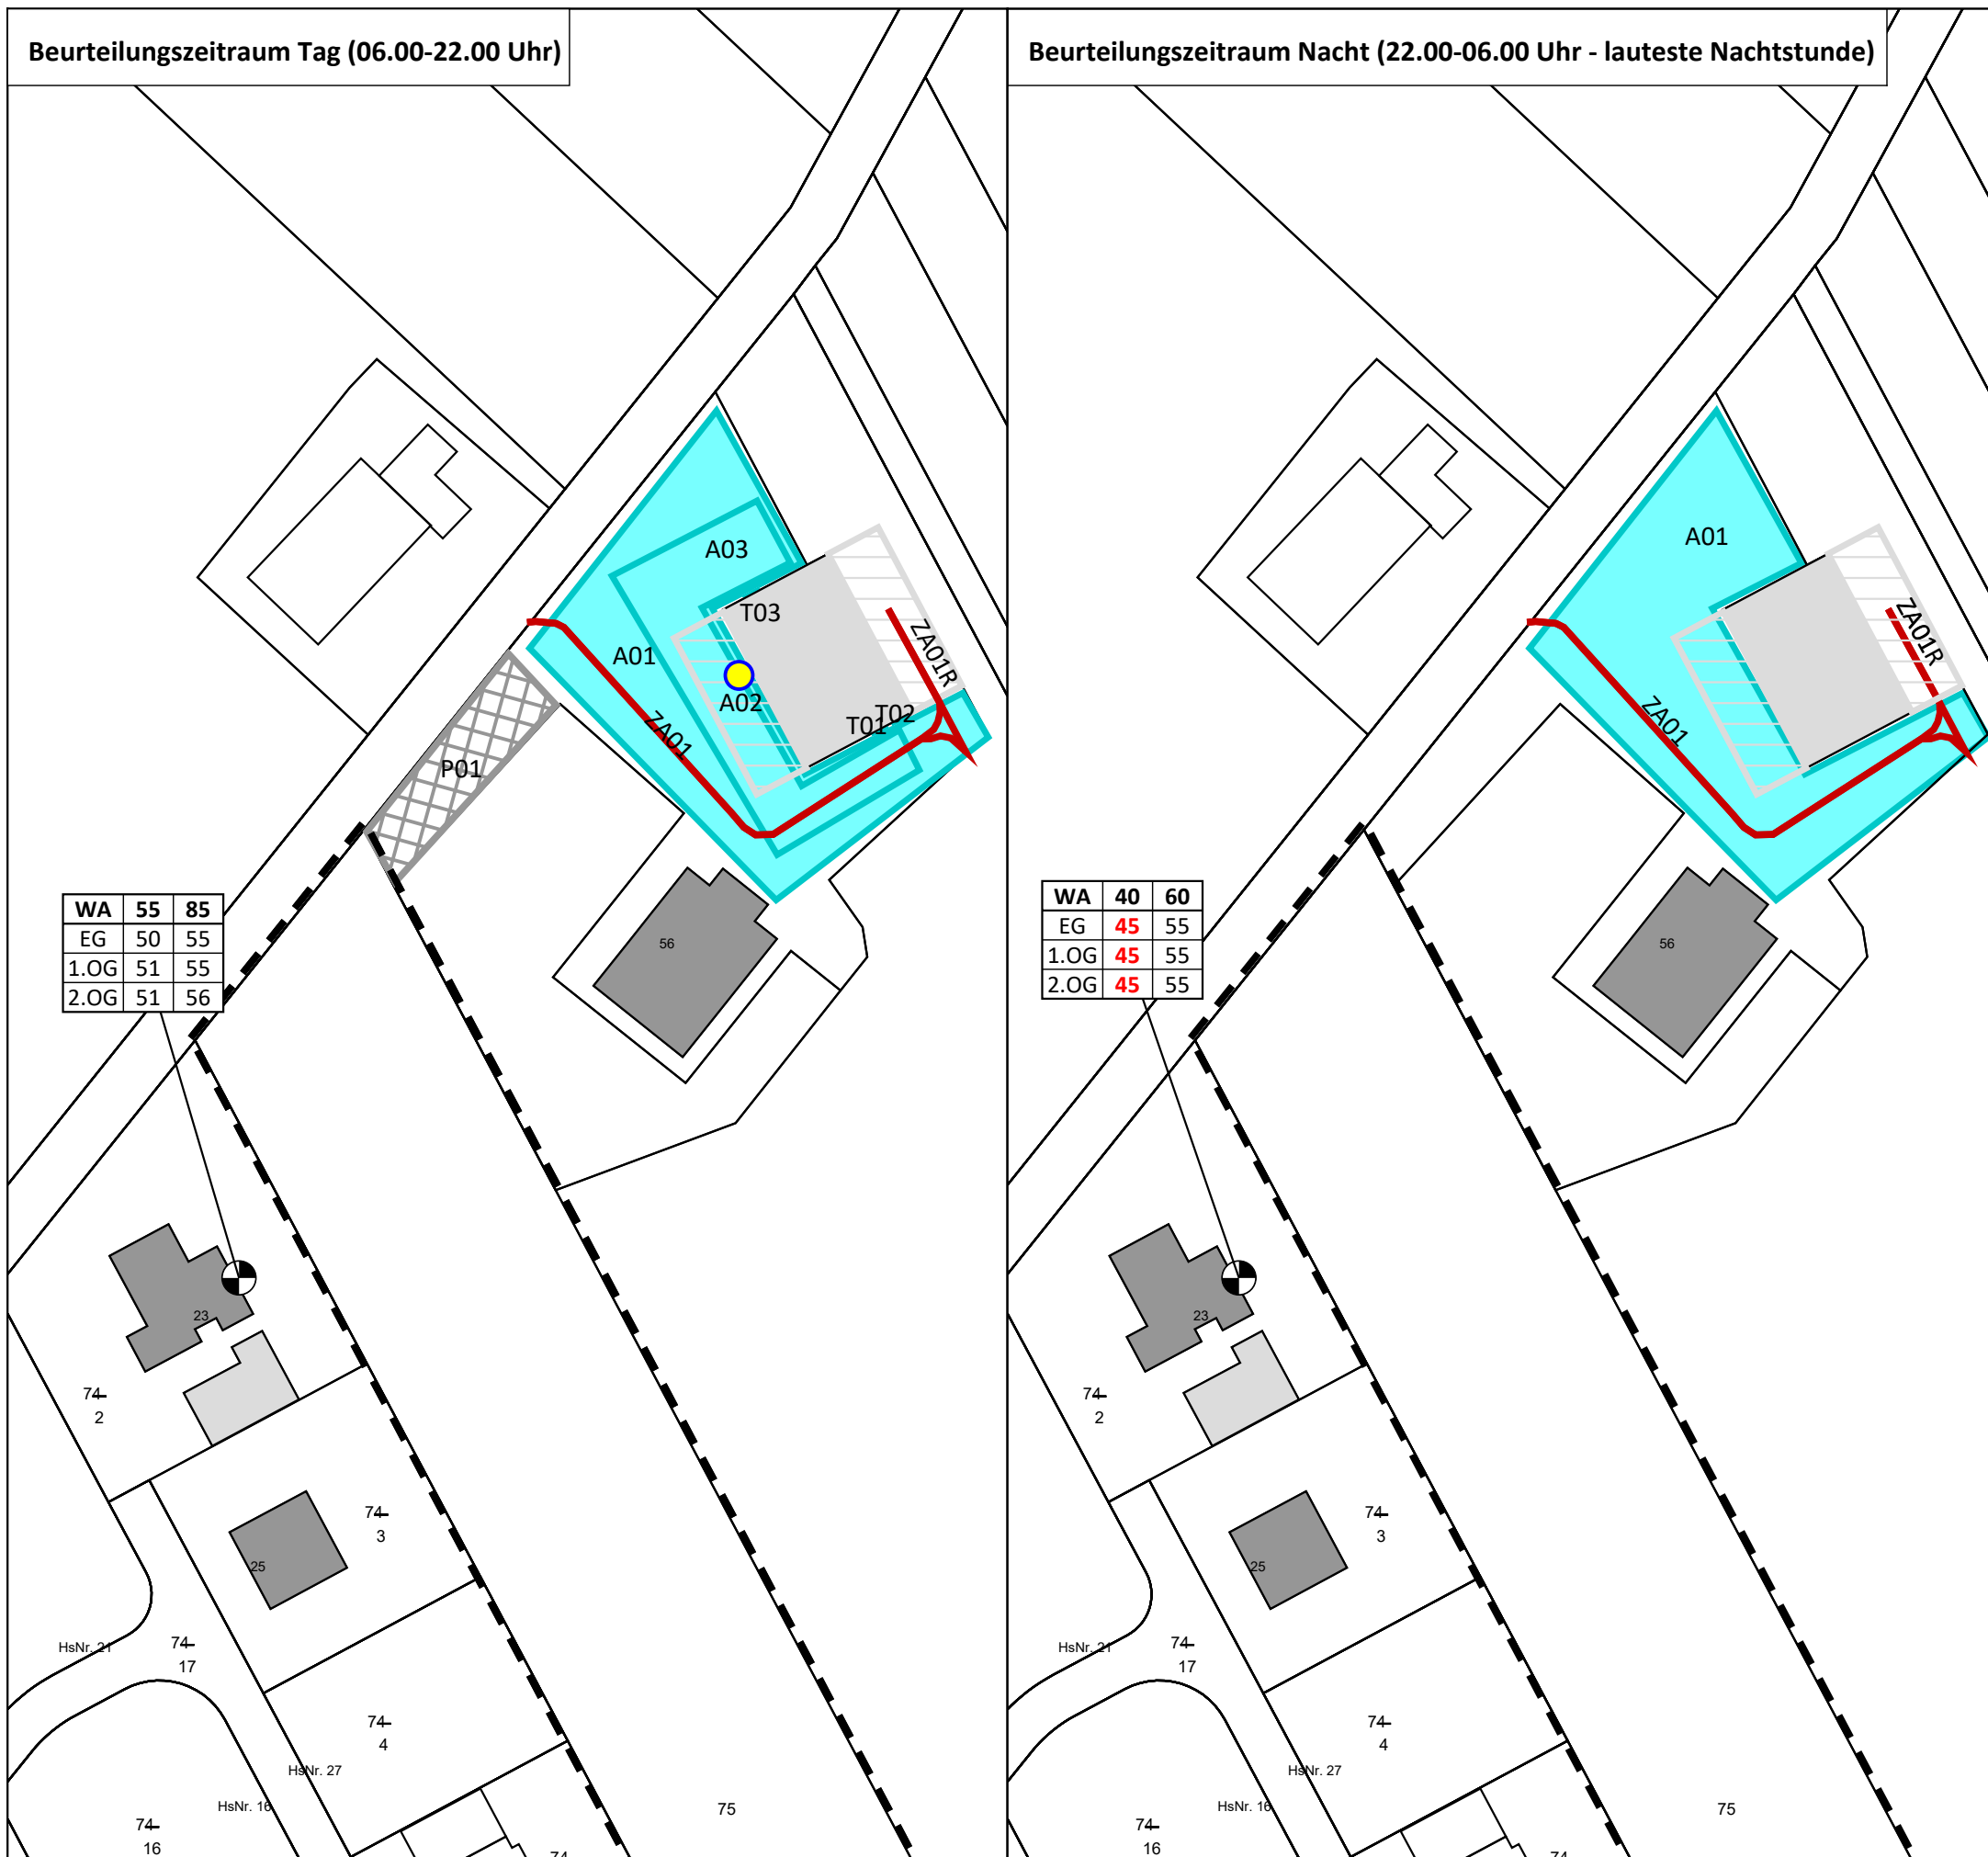 Beurteilungszeitraum Tag (06.00-22.00 Uhr)
A03
T03
A01
ZA01R
A02
T02
T01
ZA01
P01
WA 55 85
EG 50 55
1.OG 51 55
2.OG 51 56
56
23
74-
2
74-
3
25
HsNr. 21
74-
17
74-
4
HsNr. 27
HsNr. 16
75
74-
16
74
Beurteilungszeitraum Nacht (22.00-06.00 Uhr - lauteste Nachtstunde)
A01
ZA01R
ZA01
WA 40 60
EG 45 55
1.OG 45 55
2.OG 45 55
56
23
74-
2
74-
3
25
HsNr. 21
74-
17
74-
4
HsNr. 27
HsNr. 16
75
74-
16
74